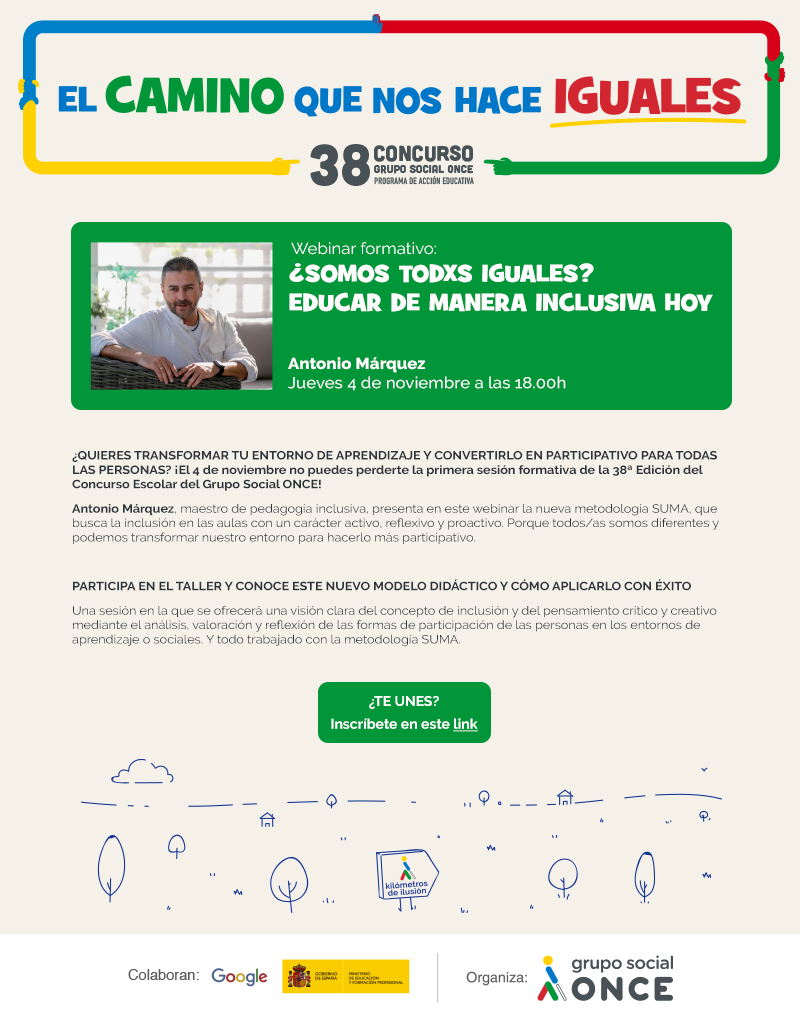 EL CAMINO QUE NOS HACE IGUALES
38 CONCURSO
GRUPO SOCIAL ONCE
PROGRAMA DE ACCIÓN EDUCATIVA
Webinar formativo:
¿SOMOS TODXS IGUALES?
EDUCAR DE MANERA INCLUSIVA HOY
Antonio Márquez
Jueves 4 de noviembre a las 18.00h
¿QUIERES TRANSFORMAR TU ENTORNO DE APRENDIZAJE Y CONVERTIRLO EN PARTICIPATIVO PARA TODAS
LAS PERSONAS? ¡El 4 de noviembre no puedes perderte la primera sesión formativa de la 38ª Edición del
Concurso Escolar del Grupo Social ONCE!
Antonio Márquez, maestro de pedagogía inclusiva, presenta en este webinar la nueva metodología SUMA, que
busca la inclusión en las aulas con un carácter activo, reflexivo y proactivo. Porque todos/as somos diferentes y
podemos transformar nuestro entorno para hacerlo más participativo.
PARTICIPA EN EL TALLER Y CONOCE ESTE NUEVO MODELO DIDÁCTICO Y CÓMO APLICARLO CON ÉXITO
Una sesión en la que se ofrecerá una visión clara del concepto de inclusión y del pensamiento crítico y creativo
mediante el análisis, valoración y reflexión de las formas de participación de las personas en los entornos de
aprendizaje o sociales. Y todo trabajado con la metodología SUMA.
¿TE UNES?
Inscríbete en este link
kilómetros
de ilusión
Colaboran:
Google
GOBIERNO
DE ESPAÑA
MINISTERIO
DE EDUCACIÓN
Y FORMACIÓN PROFESIONAL
Organiza:
grupo social
ONCE